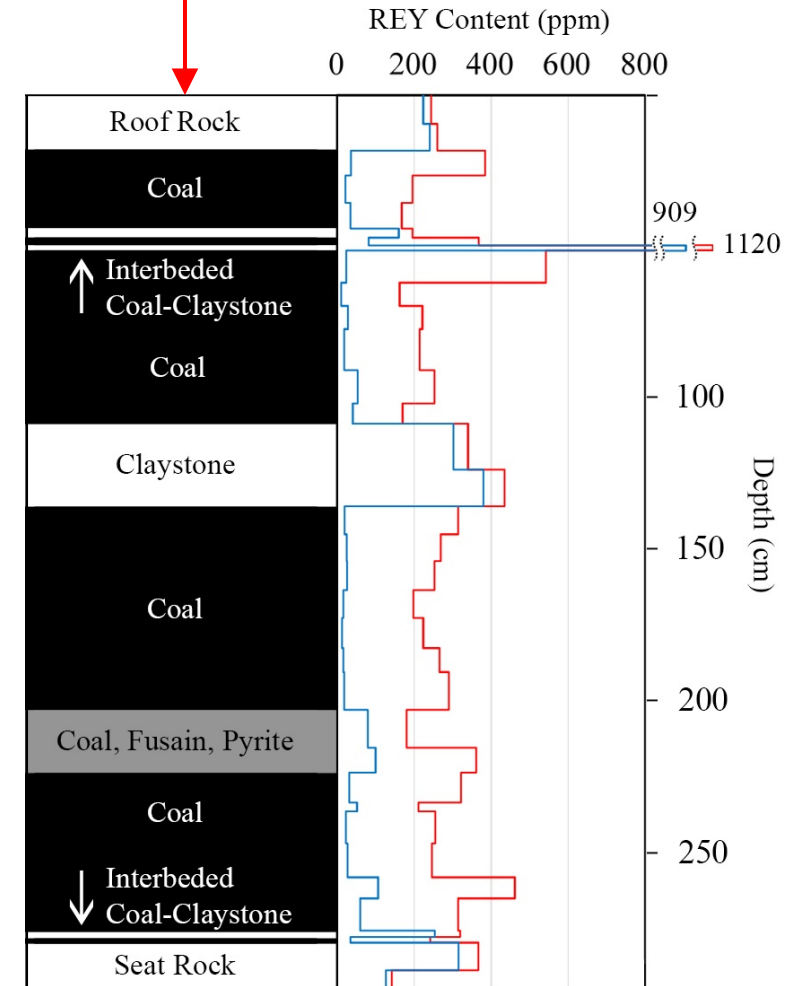 REY Content (ppm)
0 200 400 600 800
Roof Rock
Coal
909
1120
Interbeded
Coal-Claystone
Coal
100
Claystone
Depth (cm)
150
Coal
200
Coal, Fusain, Pyrite
Coal
250
Interbeded
Coal-Claystone
Seat Rock